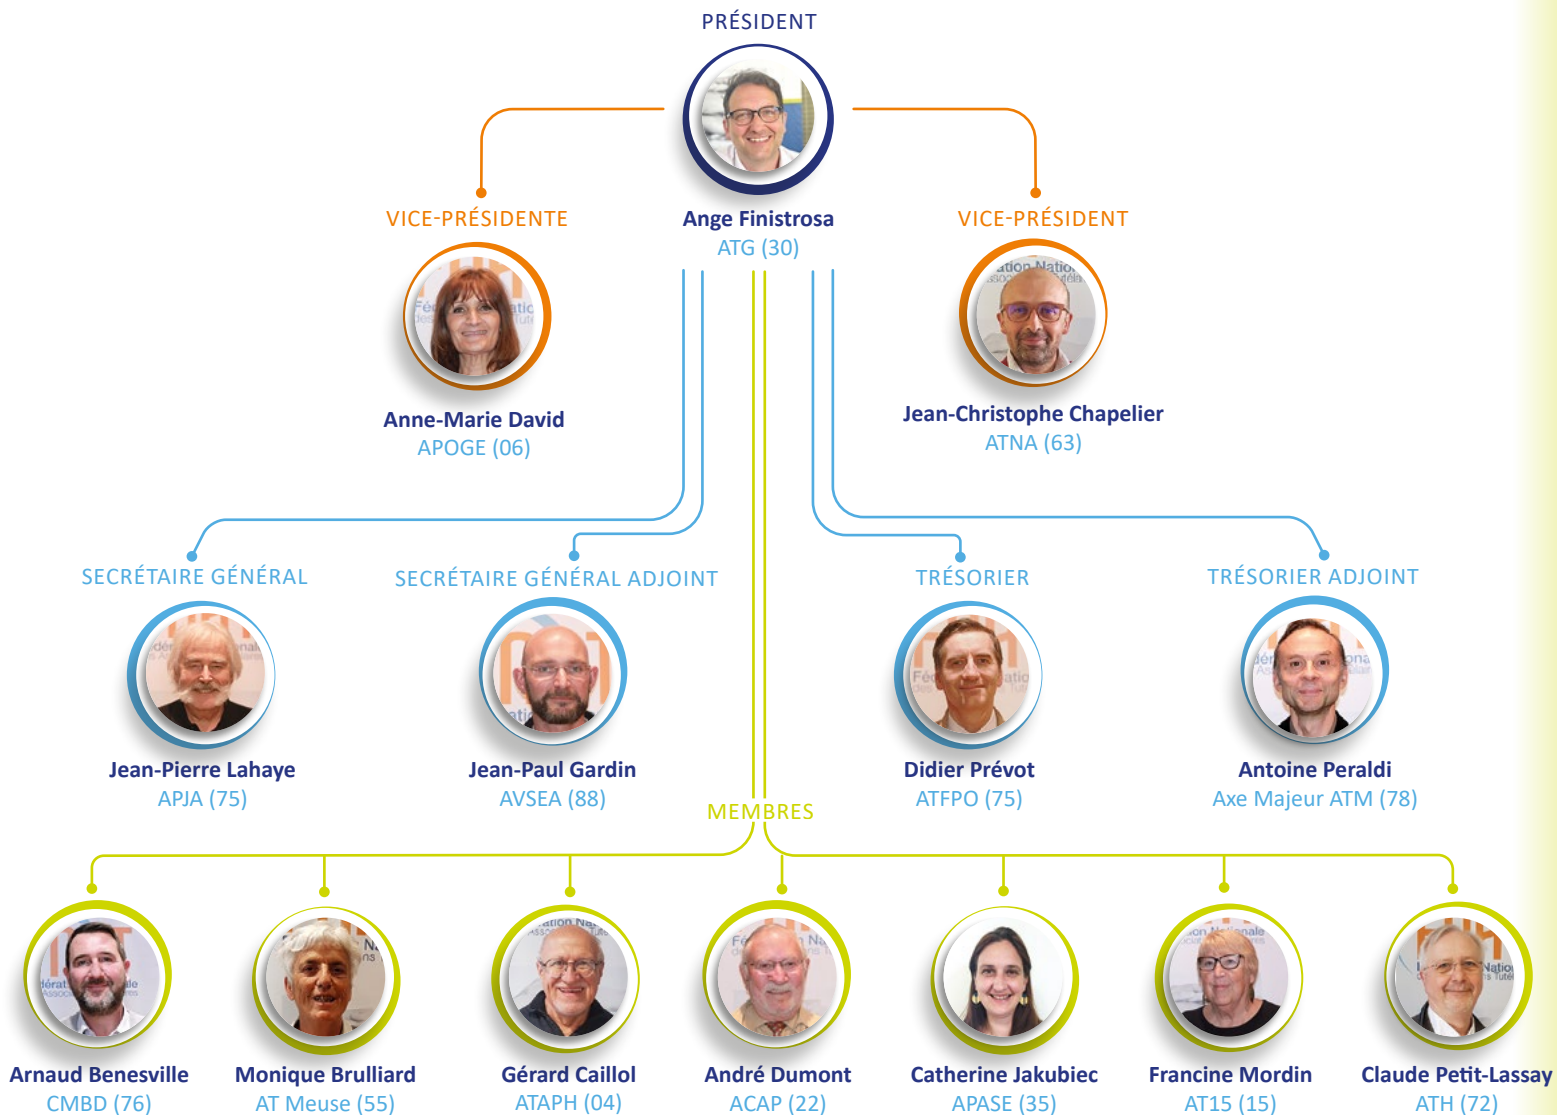 PRÉSIDENT
Ange Finistrosa
ATG (30)
VICE-PRÉSIDENTE
Anne-Marie David
APOGE (06)
VICE-PRÉSIDENT
Jean-Christophe Chapelier
ATNA (63)
SECRÉTAIRE GÉNÉRAL
Jean-Pierre Lahaye
APJA (75)
SECRÉTAIRE GÉNÉRAL ADJOINT
Jean-Paul Gardin
AVSEA (88)
TRÉSORIER
Didier Prévot
ATFPO (75)
TRÉSORIER ADJOINT
Antoine Peraldi
Axe Majeur ATM (78)
MEMBRES
Arnaud Benesville
CMBD (76)
Monique Brulliard
AT Meuse (55)
Gérard Caillol
ATAPH (04)
André Dumont
ACAP (22)
Catherine Jakubiec
APASE (35)
Francine Mordin
AT15 (15)
Claude Petit-Lassay
ATH (72)